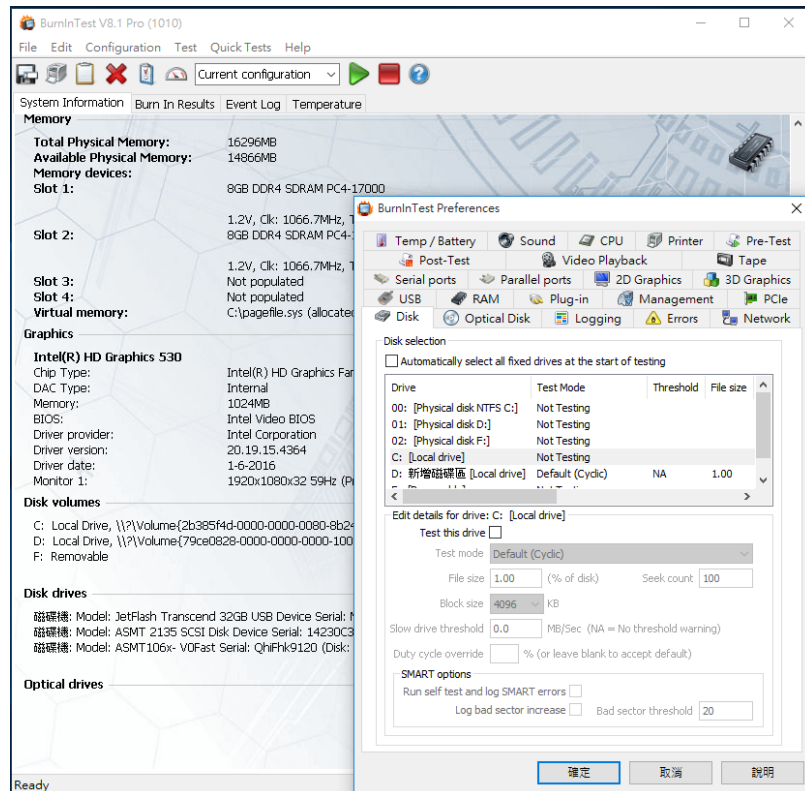 BurnInTest V8.1 Pro (1010)
File Edit Configuration Test Quick Tests Help
Current configuration
System Information Burn In Results Event Log Temperature
Memory
Total Physical Memory: 16296MB
Available Physical Memory: 14866MB
Memory devices:
Slot 1: 8GB DDR4 SDRAM PC4-17000
1.2V, Clk: 1066.7MHz, T
Slot 2: 8GB DDR4 SDRAM PC4-
1.2V, Clk: 1066.7MHz, T
Slot 3: Not populated
Slot 4: Not populated
Virtual memory: C:\pagefile.sys (allocate
Graphics
Intel(R) HD Graphics 530
Chip Type: Intel(R) HD Graphics Fam
DAC Type: Internal
Memory: 1024MB
BIOS: Intel Video BIOS
Driver provider: Intel Corporation
Driver version: 20.19.15.4364
Driver date: 1-6-2016
Monitor 1: 1920x1080x32 59Hz (P
Disk volumes
C: Local Drive, \\?\Volume{2b385f4d-0000-0000-0080-8b24
D: Local Drive, \\?\Volume{79ce0828-0000-0000-0000-100
F: Removable
Disk drives
磁碟機: Model: JetFlash Transcend 32GB USB Device Serial:
磁碟機: Model: ASMT 2135 SCSI Disk Device Serial: 14230C3
磁碟機: Model: ASMT106x- V0Fast Serial: QhiFhk9120 (Disk:
Optical drives
Ready
BurnInTest Preferences
Temp / Battery Sound CPU Printer Pre-Test
Post-Test Video Playback Tape
Serial ports Parallel ports 2D Graphics 3D Graphics
USB RAM Plug-in Management PCIe
Disk Optical Disk Logging Errors Network
Disk selection
Automatically select all fixed drives at the start of testing
Drive Test Mode Threshold File size
00: [Physical disk NTFS C:] Not Testing
01: [Physical disk D:] Not Testing
02: [Physical disk F:] Not Testing
C: [Local drive] Not Testing
D: 新增磁碟區 [Local drive] Default (Cyclic) NA 1.00
Edit details for drive: C: [Local drive]
Test this drive
Test mode Default (Cyclic)
File size 1.00 (% of disk) Seek count 100
Block size 4096 KB
Slow drive threshold 0.0 MB/Sec (NA = No threshold warning)
Duty cycle override % (or leave blank to accept default)
SMART options
Run self test and log SMART errors
Log bad sector increase Bad sector threshold 20
確定 取消 說明